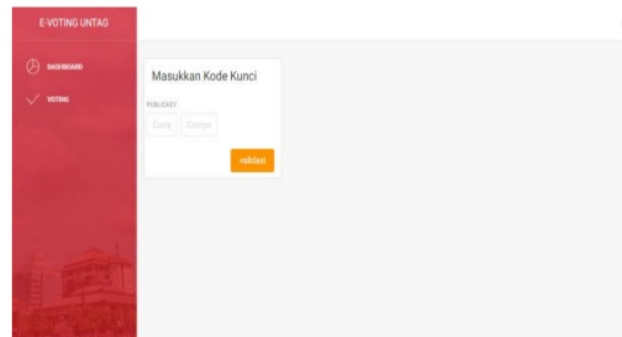 E-VOTING UNTAG
DASHBOARD
VOTING
Masukkan Kode Kunci
PUBLICKEY
validasi